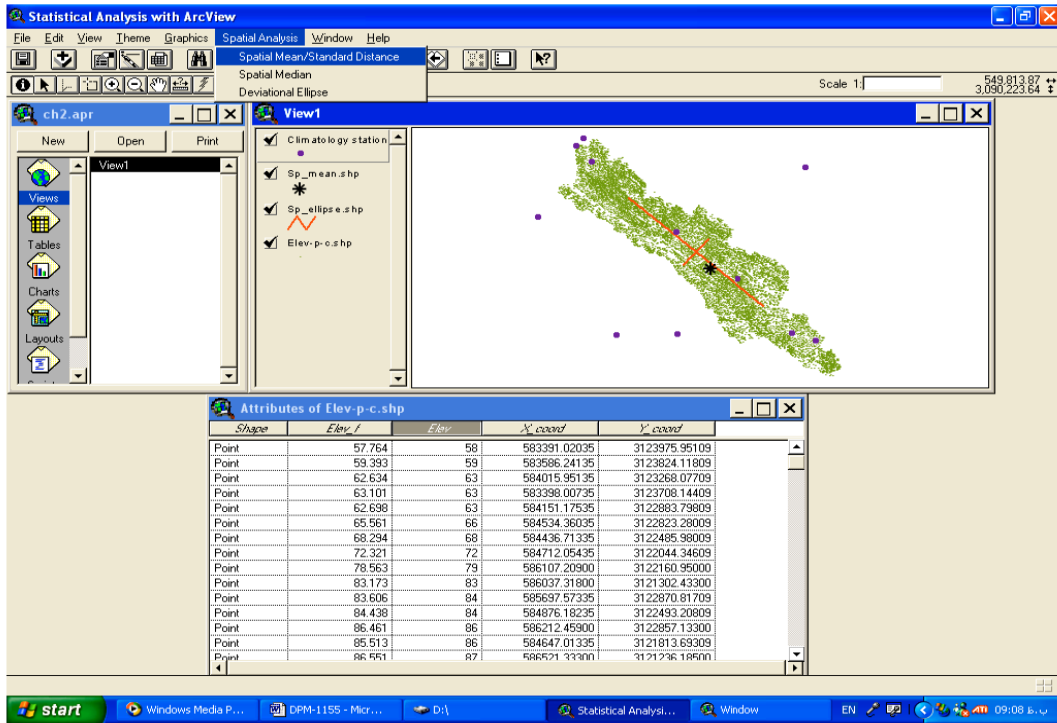 Statistical Analysis with ArcView
File Edit View Theme Graphics Spatial Analysis Window Help
Spatial Mean/Standard Distance
Spatial Median
Deviational Ellipse
Scale 1:
549,813.87
3,090,223.64
ch2.apr
New Open Print
Views
Tables
Charts
Layouts
View1
View1
Climatology station
Sp_mean.shp
Sp_ellipse.shp
Elev-p-c.shp
Attributes of Elev-p-c.shp
Shape Elev_f Elev X_coord Y_coord
Point 57.764 58 583391.02035 3123975.95109
Point 59.393 59 583586.24135 3123824.11809
Point 62.634 63 584015.95135 3123268.07709
Point 63.101 63 583398.00735 3123708.14409
Point 62.698 63 584151.17535 3122883.79809
Point 65.561 66 584534.36035 3122823.28009
Point 68.294 68 584436.71335 3122485.98009
Point 72.321 72 584712.05435 3122044.34609
Point 78.563 79 586107.20900 3122160.95000
Point 83.173 83 586037.31800 3121302.43300
Point 83.606 84 585697.57335 3122870.81709
Point 84.438 84 584876.18235 3122493.20809
Point 86.461 86 586212.45900 3122857.13300
Point 85.513 86 584647.01335 3121813.69309
Point 86.551 87 586521.33300 3121236.18500
start Windows Media P... DPM-1155 - Micr... D:\ Statistical Analysi... Window EN 09:08 ب.ظ